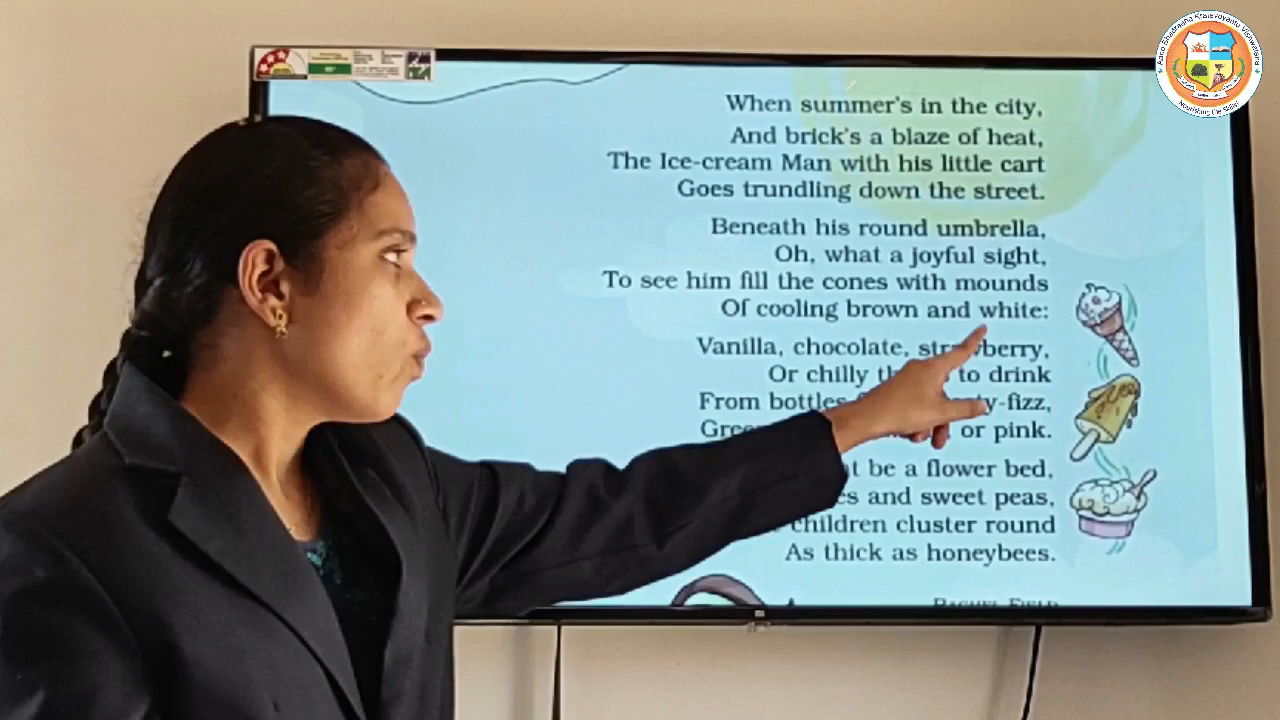 When summer's in the city,
And brick's a blaze of heat,
The Ice-cream Man with his little cart
Goes trundling down the street.
Beneath his round umbrella,
Oh, what a joyful sight,
To see him fill the cones with mounds
Of cooling brown and white:
Vanilla, chocolate,
Or chilly to drink
From bottles
or pink.
be a flower bed,
and sweet peas,
children cluster round
As thick as honeybees.
RACHEL FIELD